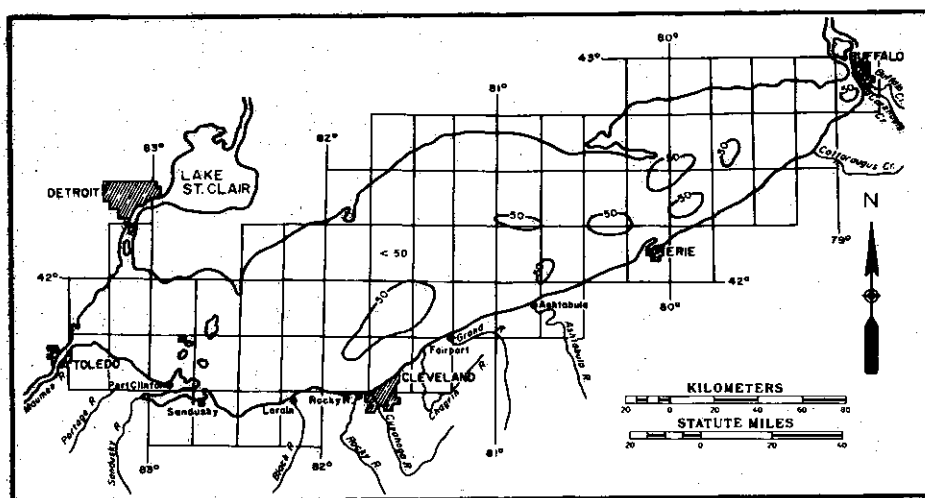 80°
BUFFALO
43°
Buffalo Cr.
50
81°
Cattaraugus Cr.
82°
83°
LAKE
ST. CLAIR
DETROIT
50
50
50
50
50
N
79°
ERIE
< 50
42°
42°
50
50
80°
Ashtabula
Grand R.
Ashtabula R.
Fairport
TOLEDO
CLEVELAND
Maumee R.
Port Clinton
Chagrin R.
KILOMETERS
20 0 20 40 60 80
Sandusky
Lorain
Rocky R.
Portage R.
STATUTE MILES
20 0 20 40
Cuyahoga R.
81°
Sandusky R.
Black R.
Rocky R.
83°
82°